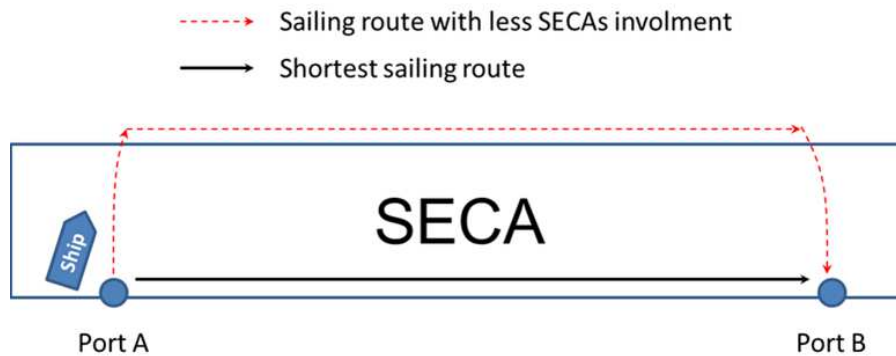 Sailing route with less SECAs involment
Shortest sailing route
SECA
Ship
Port A
Port B